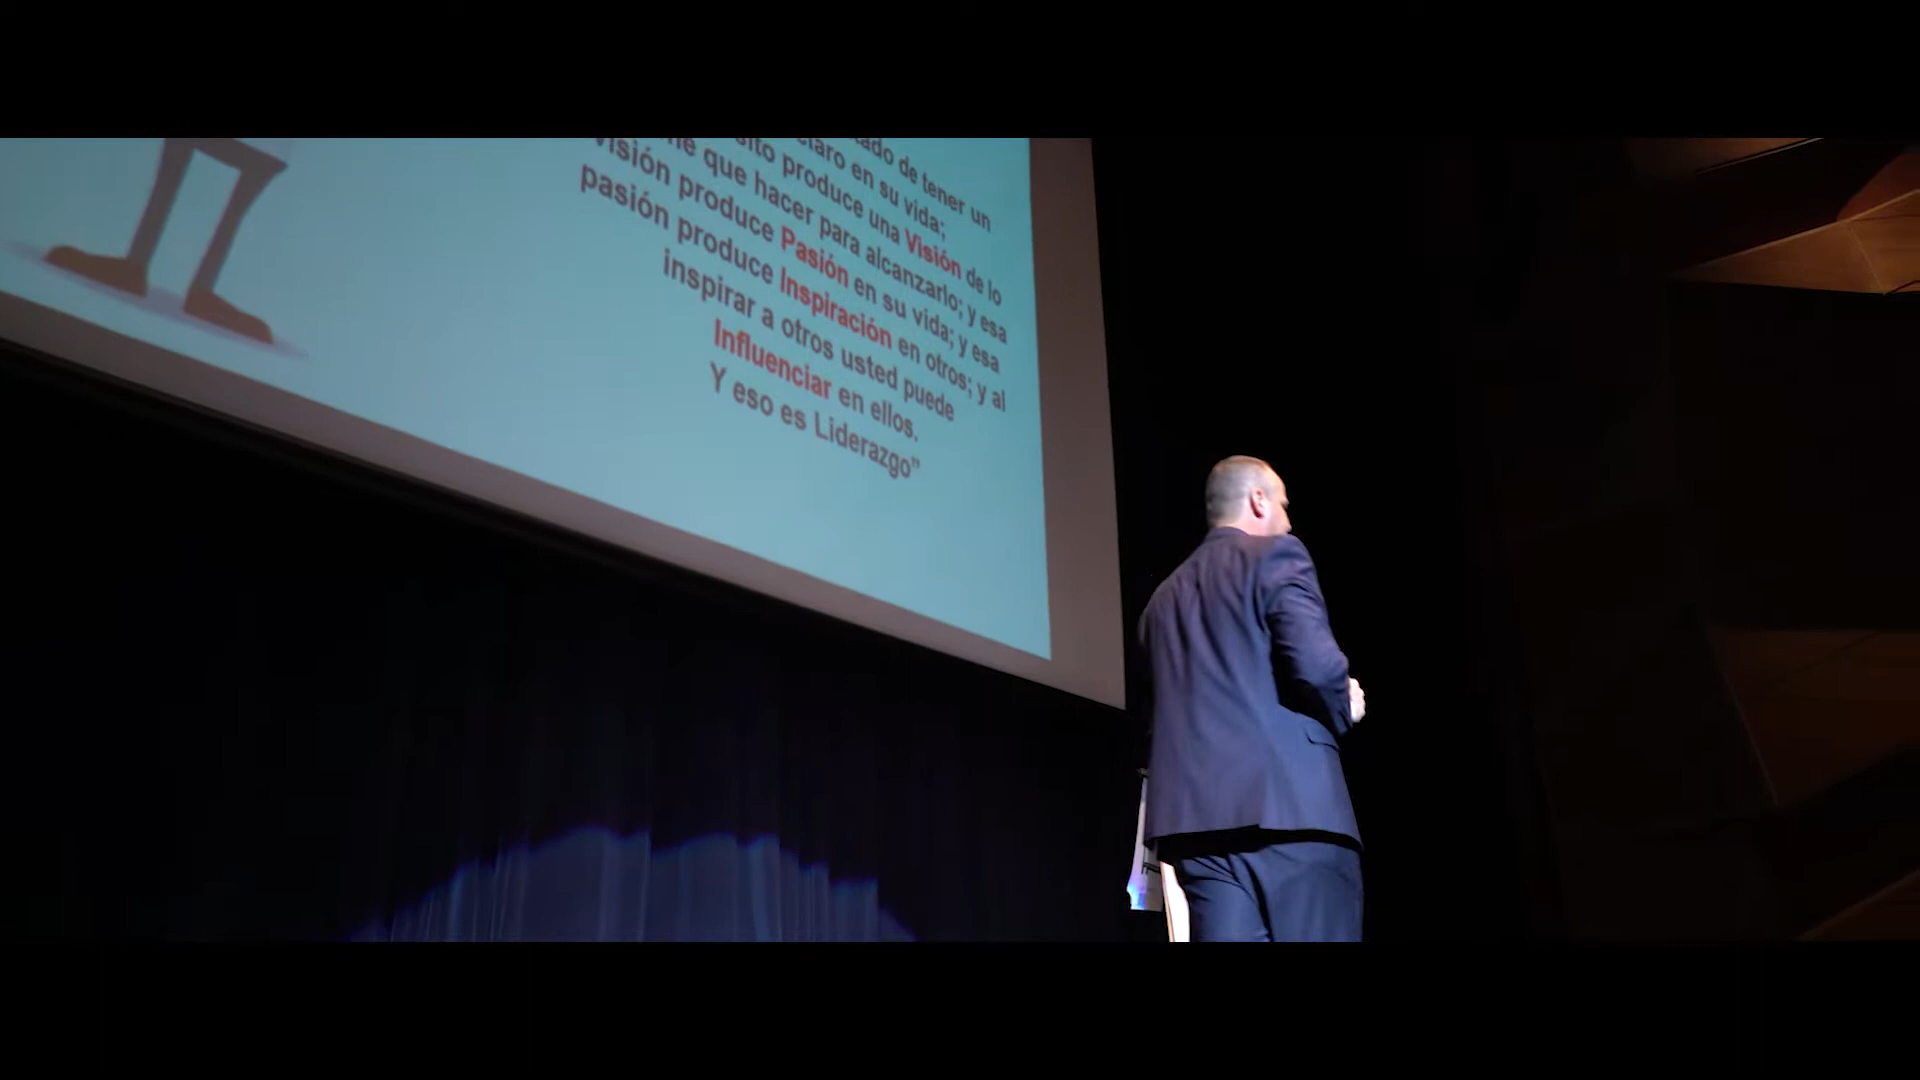 de tener un
claro en su vida;
produce una Visión de lo
que hacer para alcanzarlo; y esa
Visión produce Pasión en su vida; y esa
pasión produce Inspiración en otros; y al
inspirar a otros usted puede
Influenciar en ellos.
Y eso es Liderazgo”